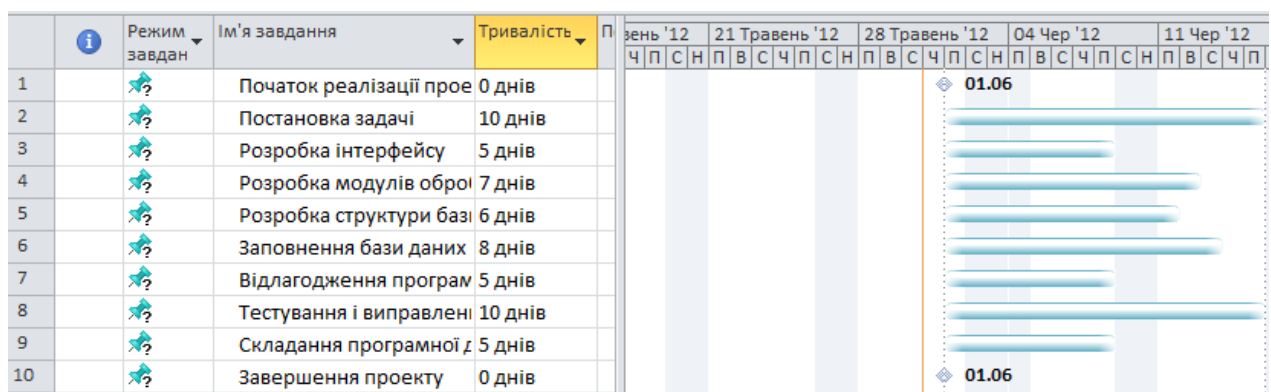 Режим завдан Ім'я завдання Тривалість П зень '12 21 Травень '12 28 Травень '12 04 Чер '12 11 Чер '12
Ч П С Н П В С Ч П С Н П В С Ч П С Н П В С Ч П С Н П В С Ч П
1 Початок реалізації прое 0 днів 01.06
2 Постановка задачі 10 днів
3 Розробка інтерфейсу 5 днів
4 Розробка модулів обро 7 днів
5 Розробка структури баз 6 днів
6 Заповнення бази даних 8 днів
7 Відлагодження програм 5 днів
8 Тестування і виправлен 10 днів
9 Складання програмної д 5 днів
10 Завершення проекту 0 днів 01.06